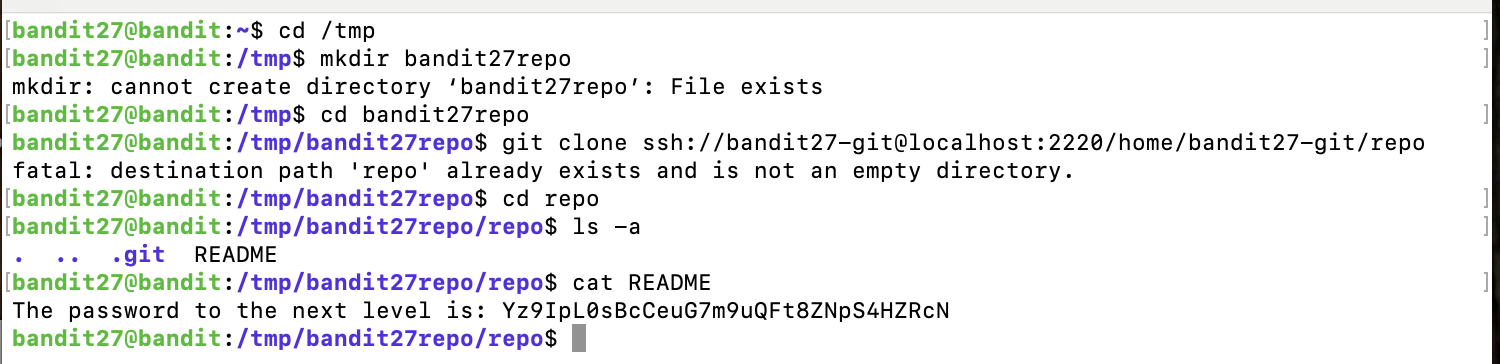 [bandit27@bandit:~$ cd /tmp ]
[bandit27@bandit:/tmp$ mkdir bandit27repo ]
mkdir: cannot create directory ‘bandit27repo’: File exists
[bandit27@bandit:/tmp$ cd bandit27repo ]
bandit27@bandit:/tmp/bandit27repo$ git clone ssh://bandit27-git@localhost:2220/home/bandit27-git/repo
fatal: destination path 'repo' already exists and is not an empty directory.
[bandit27@bandit:/tmp/bandit27repo$ cd repo ]
[bandit27@bandit:/tmp/bandit27repo/repo$ ls -a ]
. .. .git README
[bandit27@bandit:/tmp/bandit27repo/repo$ cat README ]
The password to the next level is: Yz9IpL0sBcCeuG7m9uQFt8ZNpS4HZRcN
bandit27@bandit:/tmp/bandit27repo/repo$